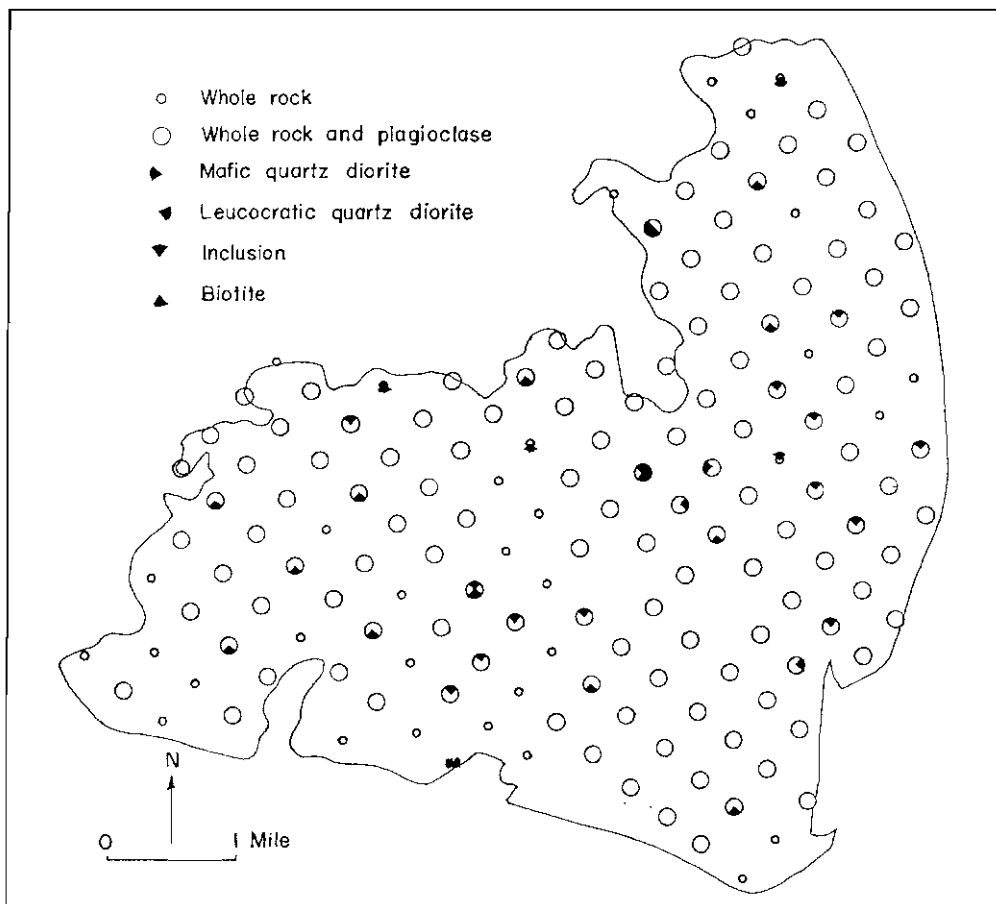 Whole rock
Whole rock and plagioclase
Mafic quartz diorite
Leucocratic quartz diorite
Inclusion
Biotite
N
0 1 Mile